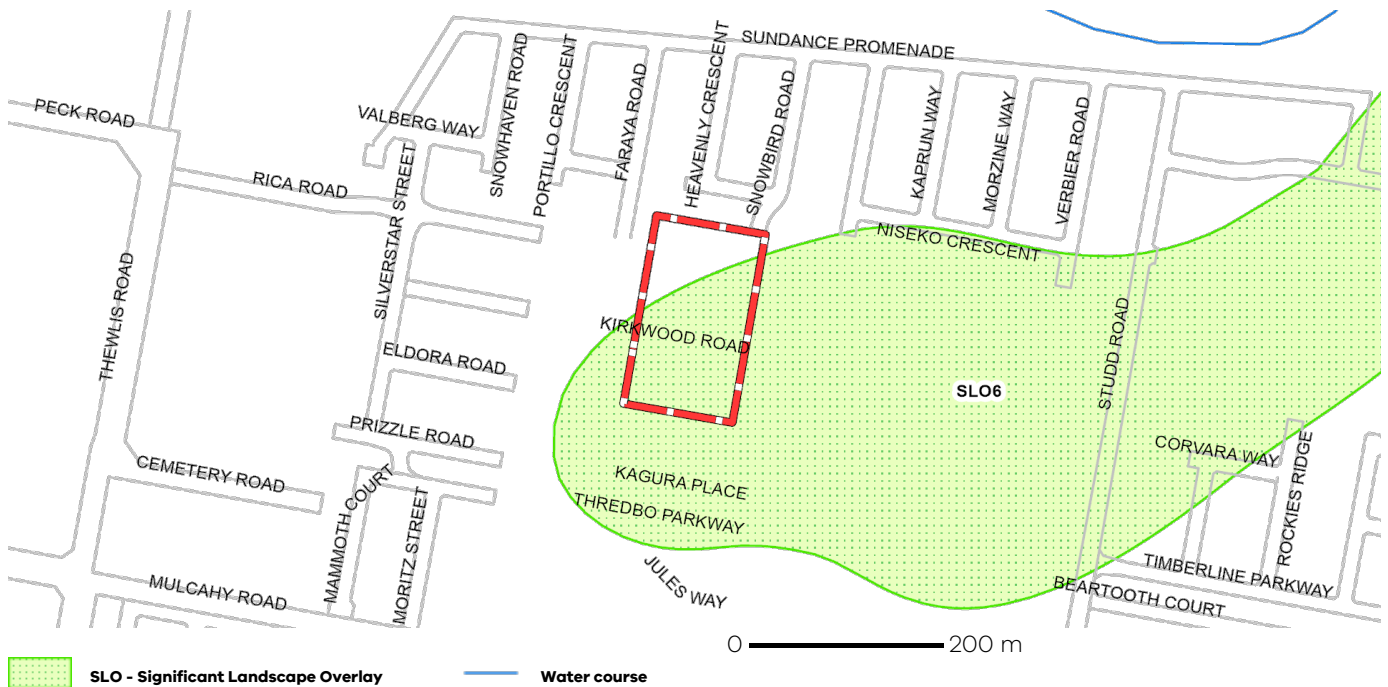 SUNDANCE PROMENADE
PECK ROAD
VALBERG WAY
SNOWHAVEN ROAD
PORTILLO CRESCENT
FARAYA ROAD
HEAVENLY CRESCENT
SNOWBIRD ROAD
KAPRUN WAY
MORZINE WAY
VERBIER ROAD
RICA ROAD
SILVERSTAR STREET
NISEKO CRESCENT
THEWLIS ROAD
KIRKWOOD ROAD
ELDORA ROAD
STUDD ROAD
SLO6
PRIZZLE ROAD
CORVARA WAY
CEMETERY ROAD
MAMMOTH COURT
MORITZ STREET
KAGURA PLACE
THREDBO PARKWAY
ROCKIES RIDGE
JULES WAY
TIMBERLINE PARKWAY
MULCAHY ROAD
BEARTOOTH COURT
0 200 m
SLO - Significant Landscape Overlay
Water course